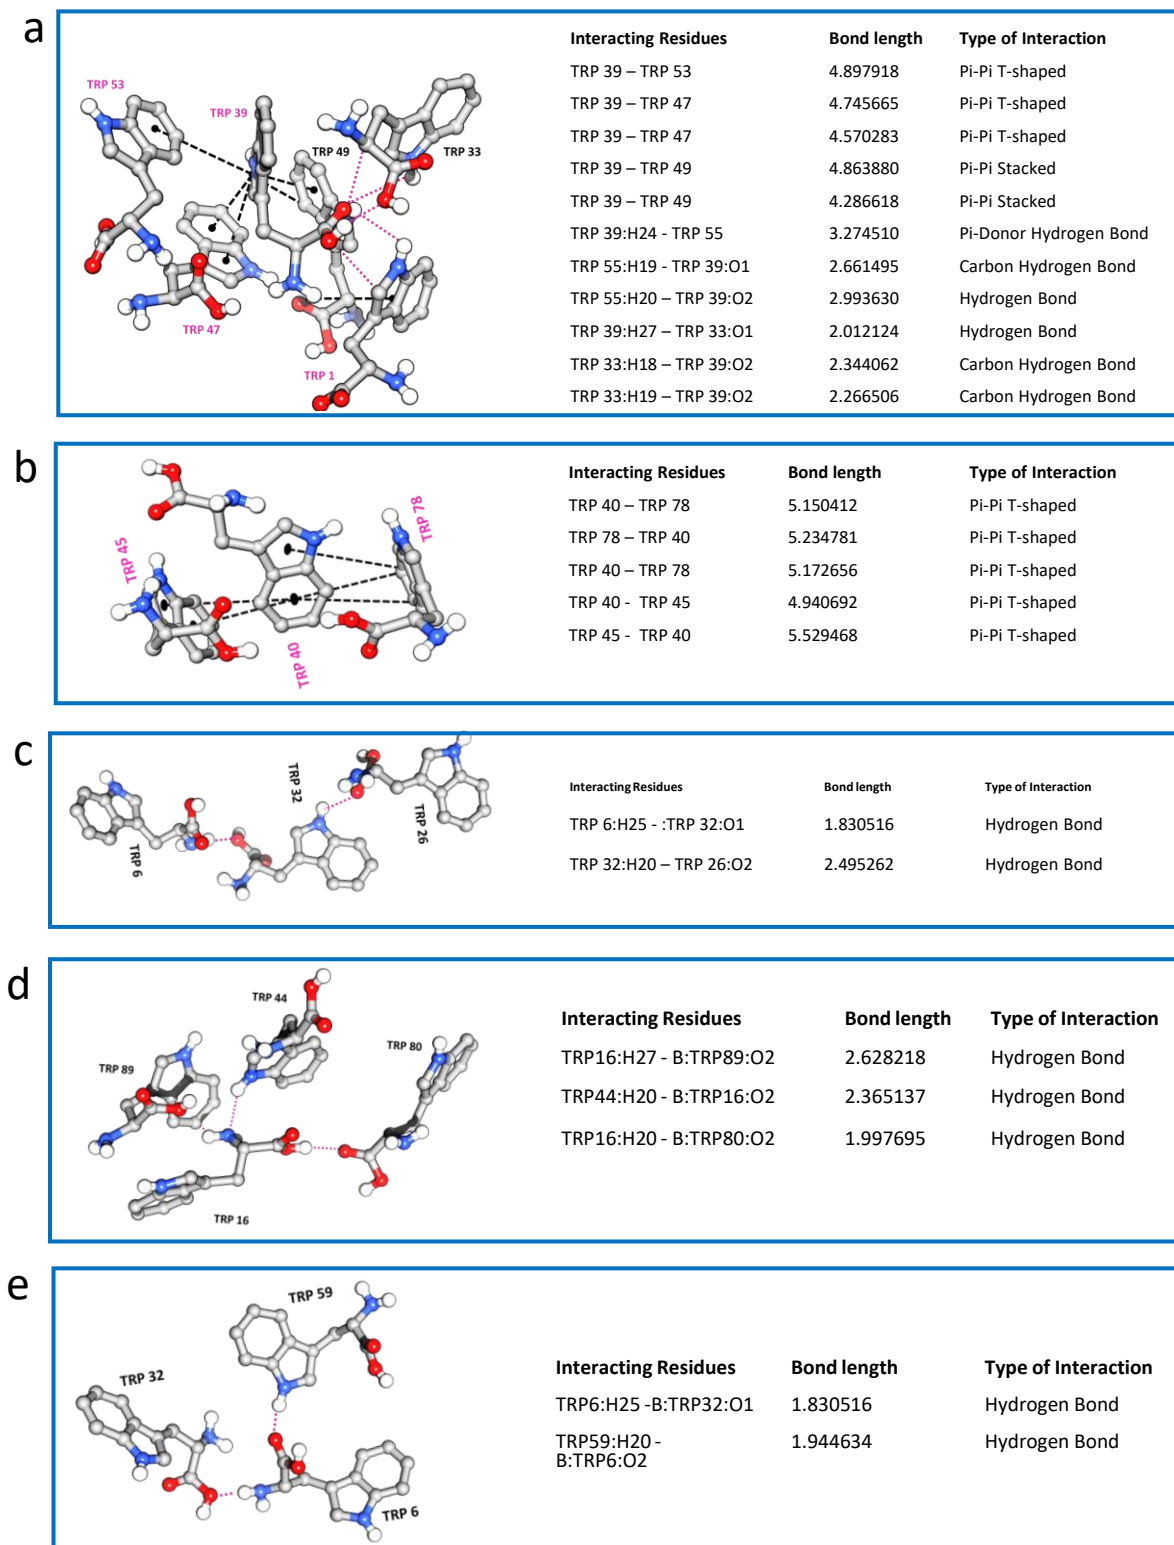 a
TRP 53
TRP 39
TRP 49
TRP 33
TRP 47
TRP 1
Interacting Residues Bond length Type of Interaction
TRP 39 – TRP 53 4.897918 Pi-Pi T-shaped
TRP 39 – TRP 47 4.745665 Pi-Pi T-shaped
TRP 39 – TRP 47 4.570283 Pi-Pi T-shaped
TRP 39 – TRP 49 4.863880 Pi-Pi Stacked
TRP 39 – TRP 49 4.286618 Pi-Pi Stacked
TRP 39:H24 - TRP 55 3.274510 Pi-Donor Hydrogen Bond
TRP 55:H19 - TRP 39:O1 2.661495 Carbon Hydrogen Bond
TRP 55:H20 – TRP 39:O2 2.993630 Hydrogen Bond
TRP 39:H27 – TRP 33:O1 2.012124 Hydrogen Bond
TRP 33:H18 – TRP 39:O2 2.344062 Carbon Hydrogen Bond
TRP 33:H19 – TRP 39:O2 2.266506 Carbon Hydrogen Bond
b
TRP 45
TRP 40
TRP 78
Interacting Residues Bond length Type of Interaction
TRP 40 – TRP 78 5.150412 Pi-Pi T-shaped
TRP 78 – TRP 40 5.234781 Pi-Pi T-shaped
TRP 40 – TRP 78 5.172656 Pi-Pi T-shaped
TRP 40 - TRP 45 4.940692 Pi-Pi T-shaped
TRP 45 - TRP 40 5.529468 Pi-Pi T-shaped
c
TRP 6
TRP 32
TRP 26
Interacting Residues Bond length Type of Interaction
TRP 6:H25 - :TRP 32:O1 1.830516 Hydrogen Bond
TRP 32:H20 – TRP 26:O2 2.495262 Hydrogen Bond
d
TRP 44
TRP 80
TRP 89
TRP 16
Interacting Residues Bond length Type of Interaction
TRP16:H27 - B:TRP89:O2 2.628218 Hydrogen Bond
TRP44:H20 - B:TRP16:O2 2.365137 Hydrogen Bond
TRP16:H20 - B:TRP80:O2 1.997695 Hydrogen Bond
e
TRP 59
TRP 32
TRP 6
Interacting Residues Bond length Type of Interaction
TRP6:H25 -B:TRP32:O1 1.830516 Hydrogen Bond
TRP59:H20 - 1.944634 Hydrogen Bond
B:TRP6:O2